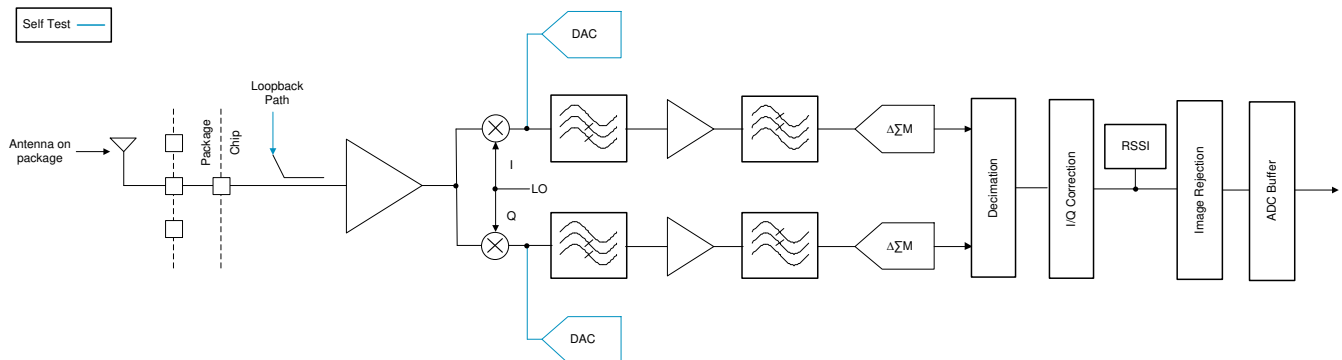 Self Test
DAC
Loopback
Path
Antenna on
package
Package
Chip
I
LO
Q
ΔΣM
ΔΣM
Decimation
I/Q Correction
RSSI
Image Rejection
ADC Buffer
DAC